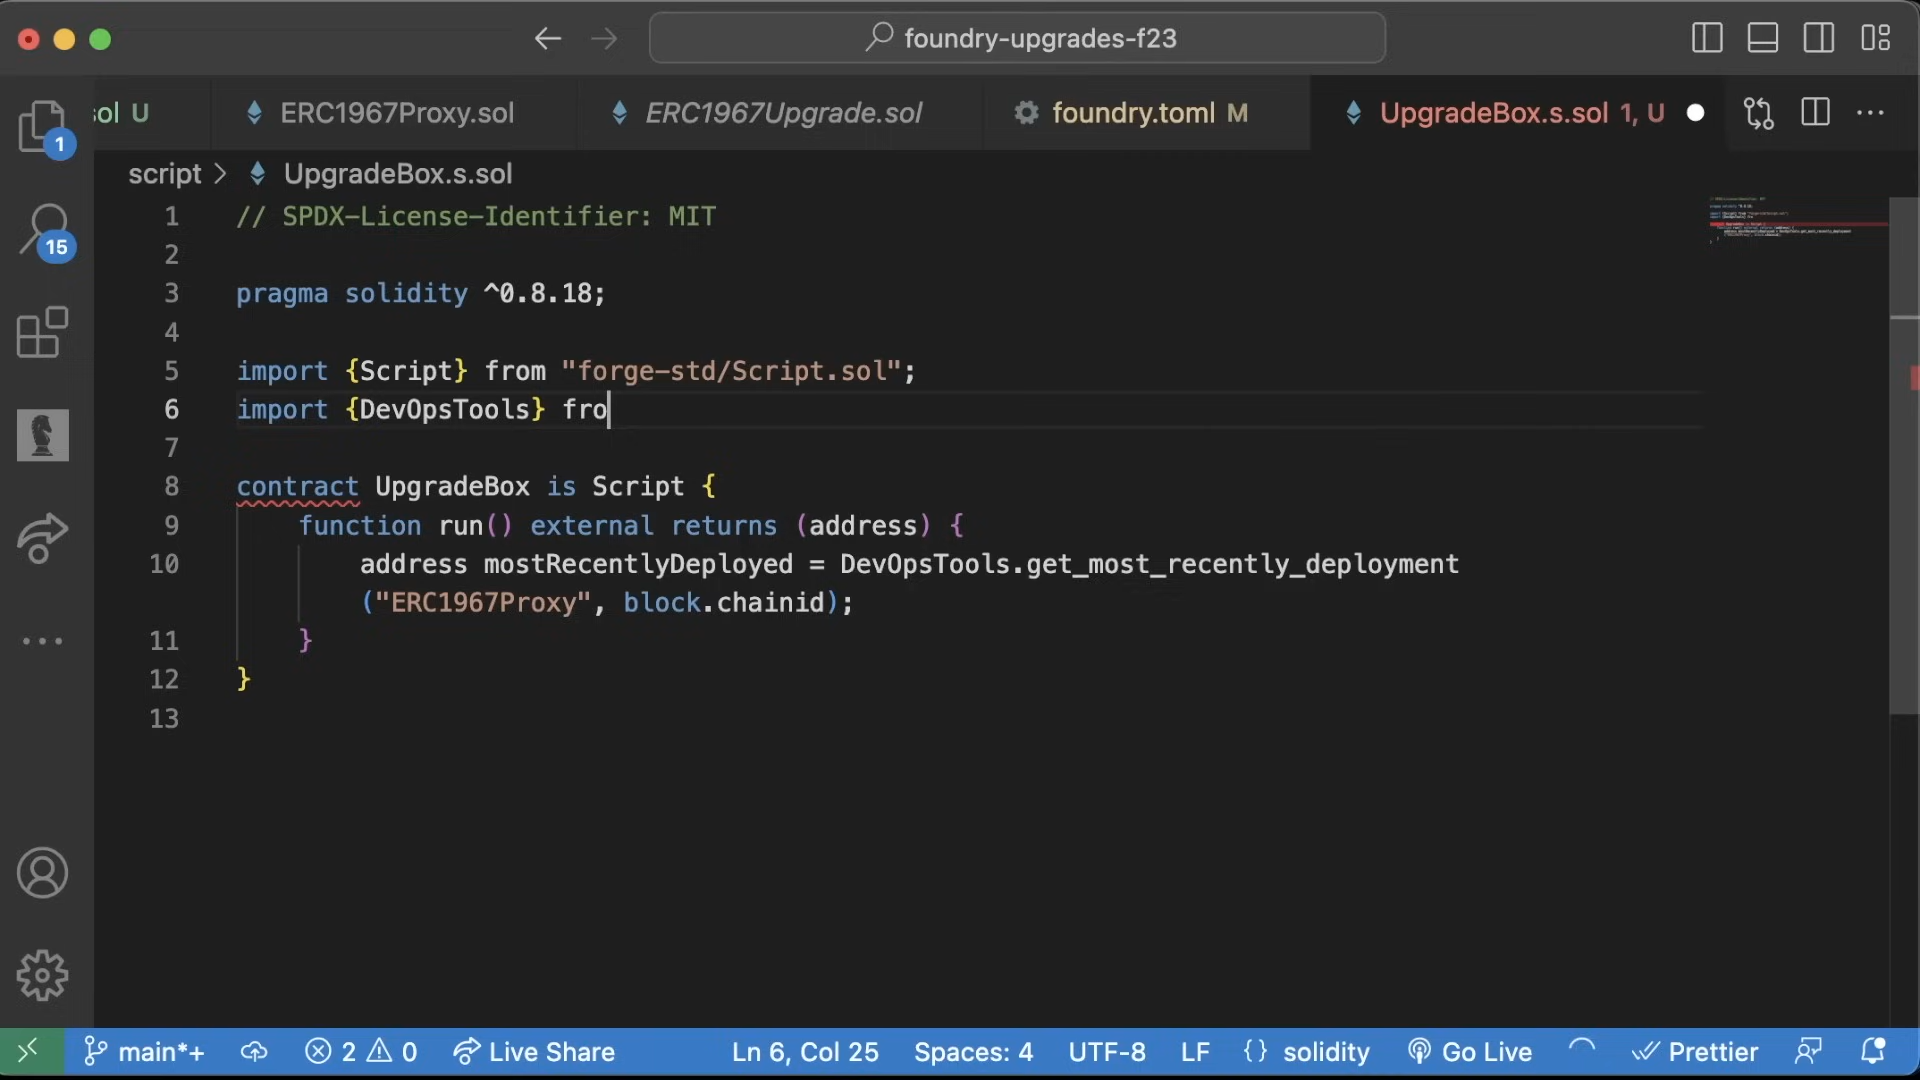 foundry-upgrades-f23
sol U
ERC1967Proxy.sol
ERC1967Upgrade.sol
foundry.toml M
UpgradeBox.s.sol 1, U
script > UpgradeBox.s.sol
1
15
1 // SPDX-License-Identifier: MIT
2
3 pragma solidity ^0.8.18;
4
5 import {Script} from "forge-std/Script.sol";
6 import {DevOpsTools} fro
7
8 contract UpgradeBox is Script {
9 function run() external returns (address) {
10 address mostRecentlyDeployed = DevOpsTools.get_most_recently_deployment
("ERC1967Proxy", block.chainid);
11 }
12 }
13
main*+ 2 0 Live Share Ln 6, Col 25 Spaces: 4 UTF-8 LF {} solidity Go Live Prettier